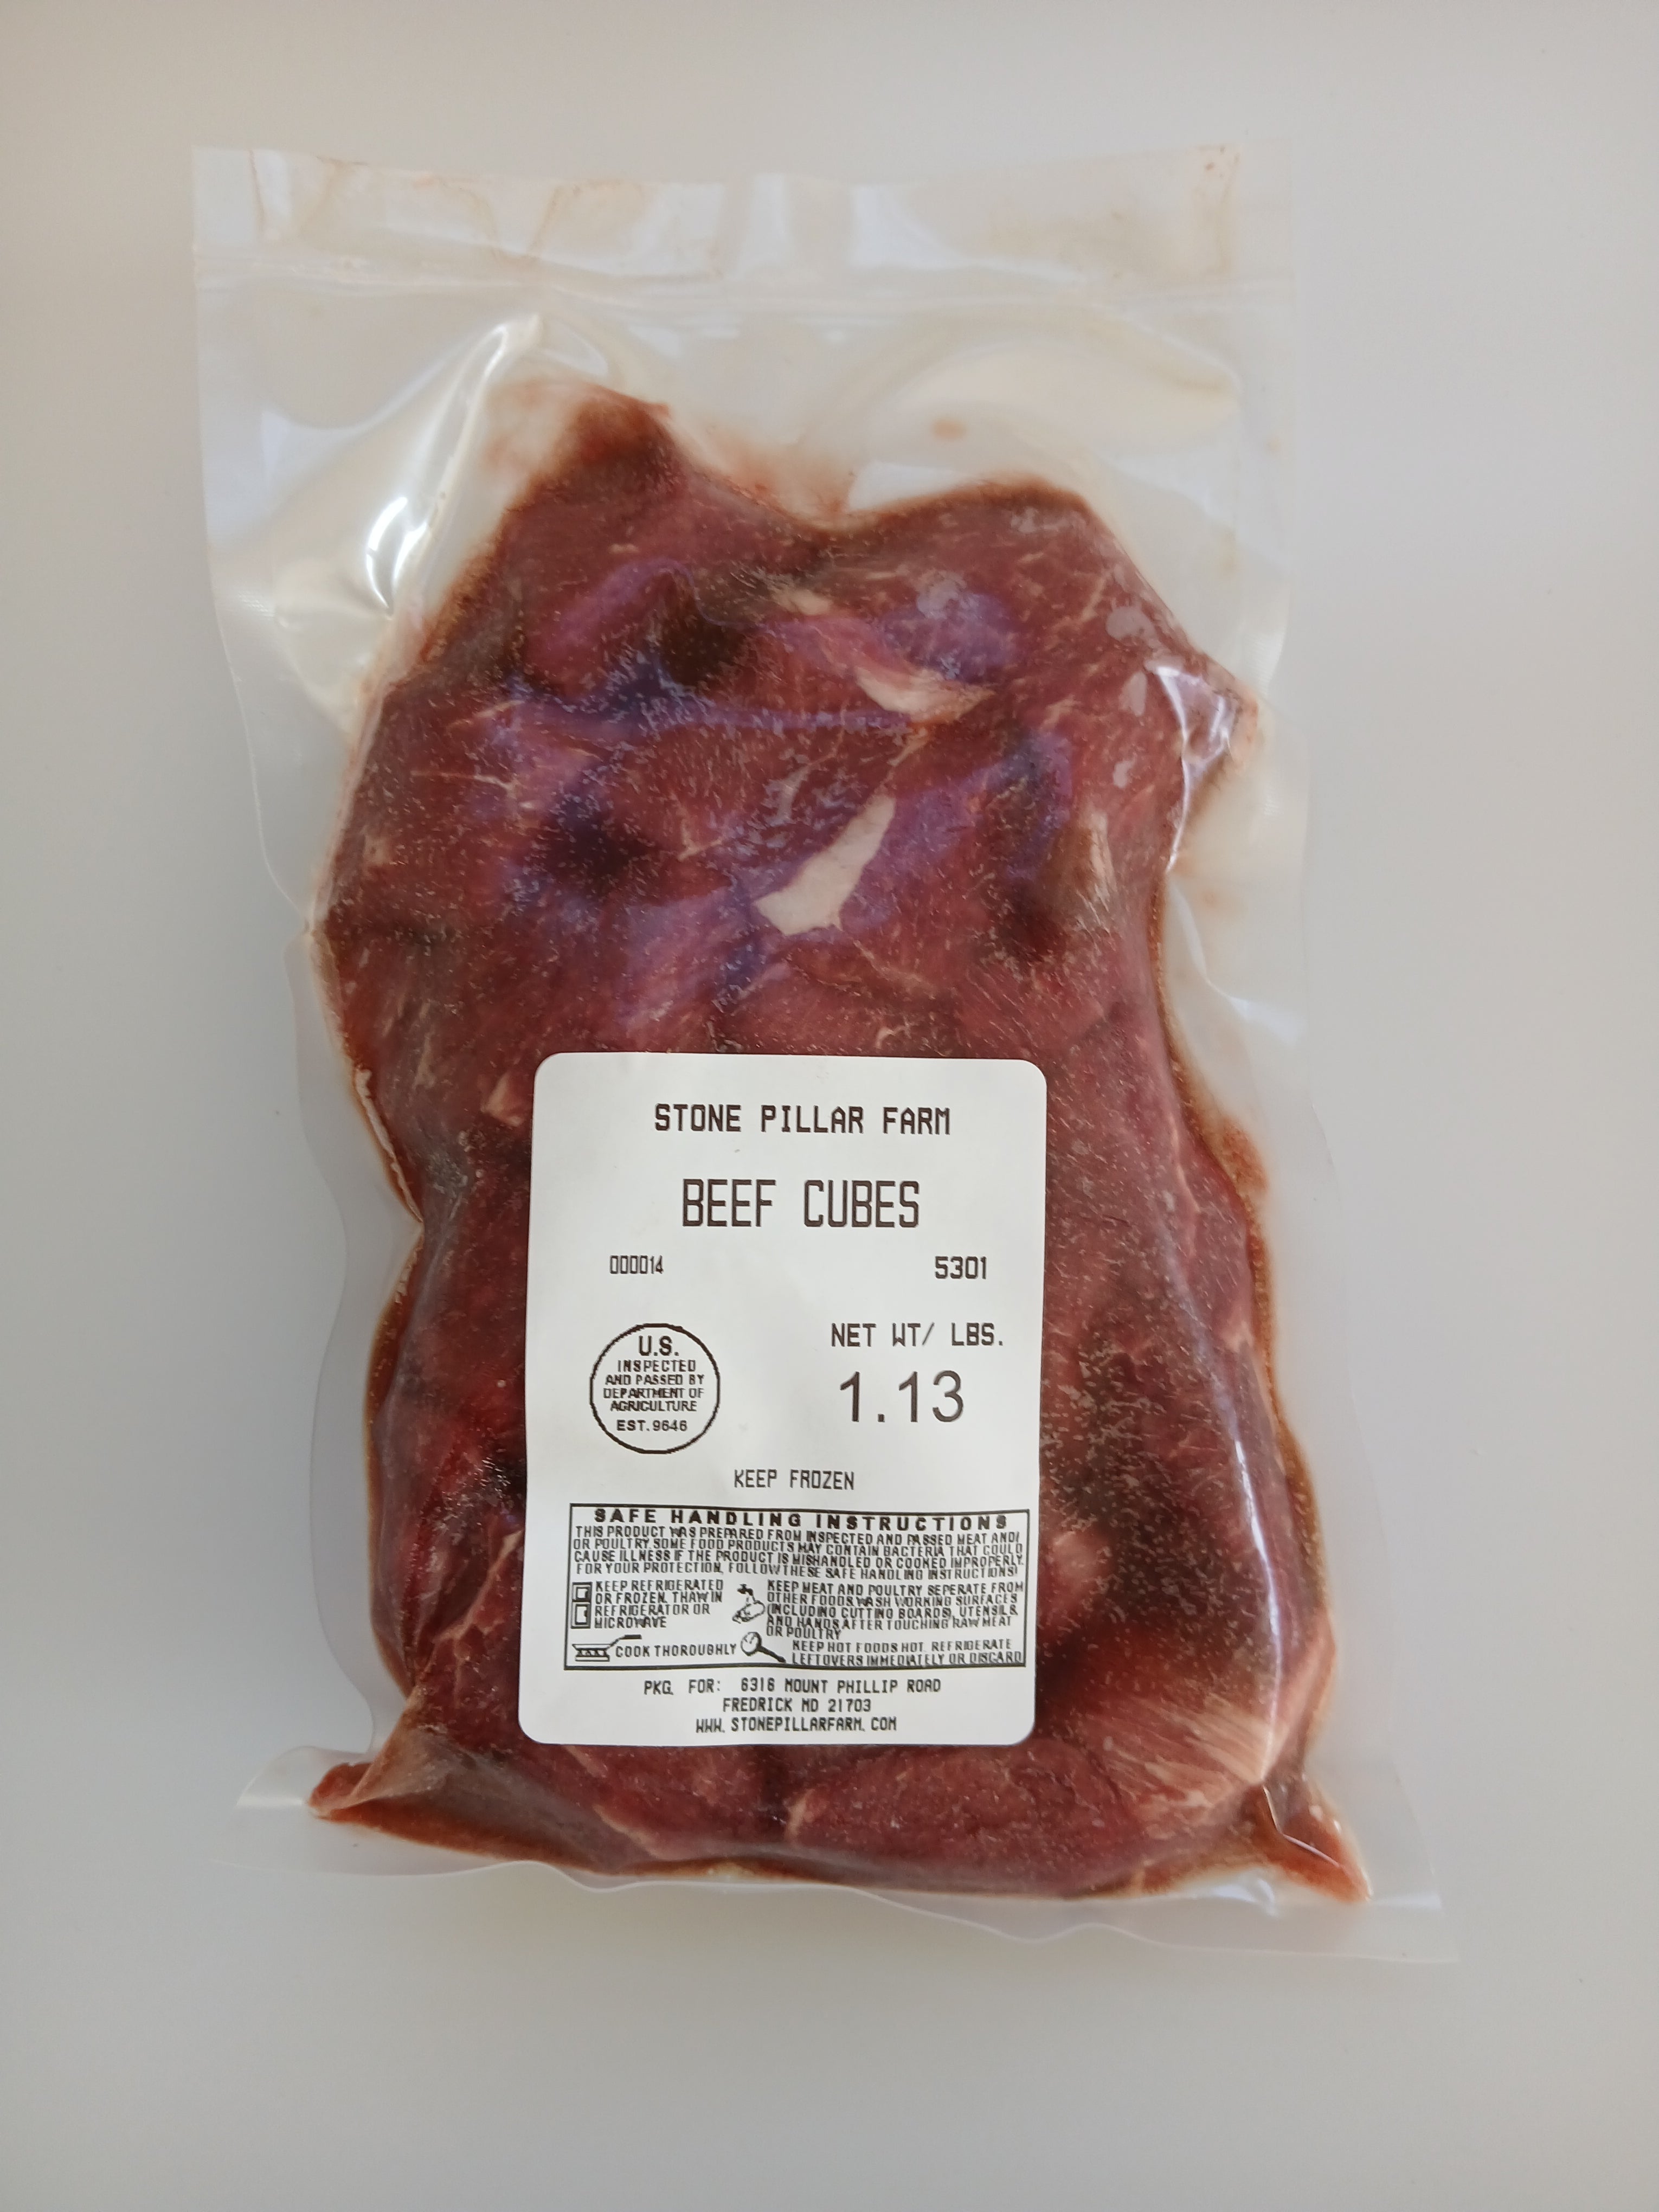 STONE PILLAR FARM
BEEF CUBES
000014 5301
U.S.
INSPECTED
AND PASSED BY
DEPARTMENT OF
AGRICULTURE
EST. 9646
NET WT/ LBS.
1.13
KEEP FROZEN
SAFE HANDLING INSTRUCTIONS
THIS PRODUCT WAS PREPARED FROM INSPECTED AND PASSED MEAT AND/
OR POULTRY. SOME FOOD PRODUCTS MAY CONTAIN BACTERIA THAT COULD
CAUSE ILLNESS IF THE PRODUCT IS MISHANDLED OR COOKED IMPROPERLY.
FOR YOUR PROTECTION, FOLLOW THESE SAFE HANDLING INSTRUCTIONS!
KEEP REFRIGERATED
OR FROZEN. THAW IN
REFRIGERATOR OR
MICROWAVE
KEEP MEAT AND POULTRY SEPERATE FROM
OTHER FOODS. WASH WORKING SURFACES
(INCLUDING CUTTING BOARDS), UTENSILS,
AND HANDS AFTER TOUCHING RAW MEAT
OR POULTRY
COOK THOROUGHLY
KEEP HOT FOODS HOT. REFRIGERATE
LEFTOVERS IMMEDIATELY OR DISCARD
PKG. FOR: 6316 MOUNT PHILLIP ROAD
FREDRICK MD 21703
WWW.STONEPILLARFARM.COM